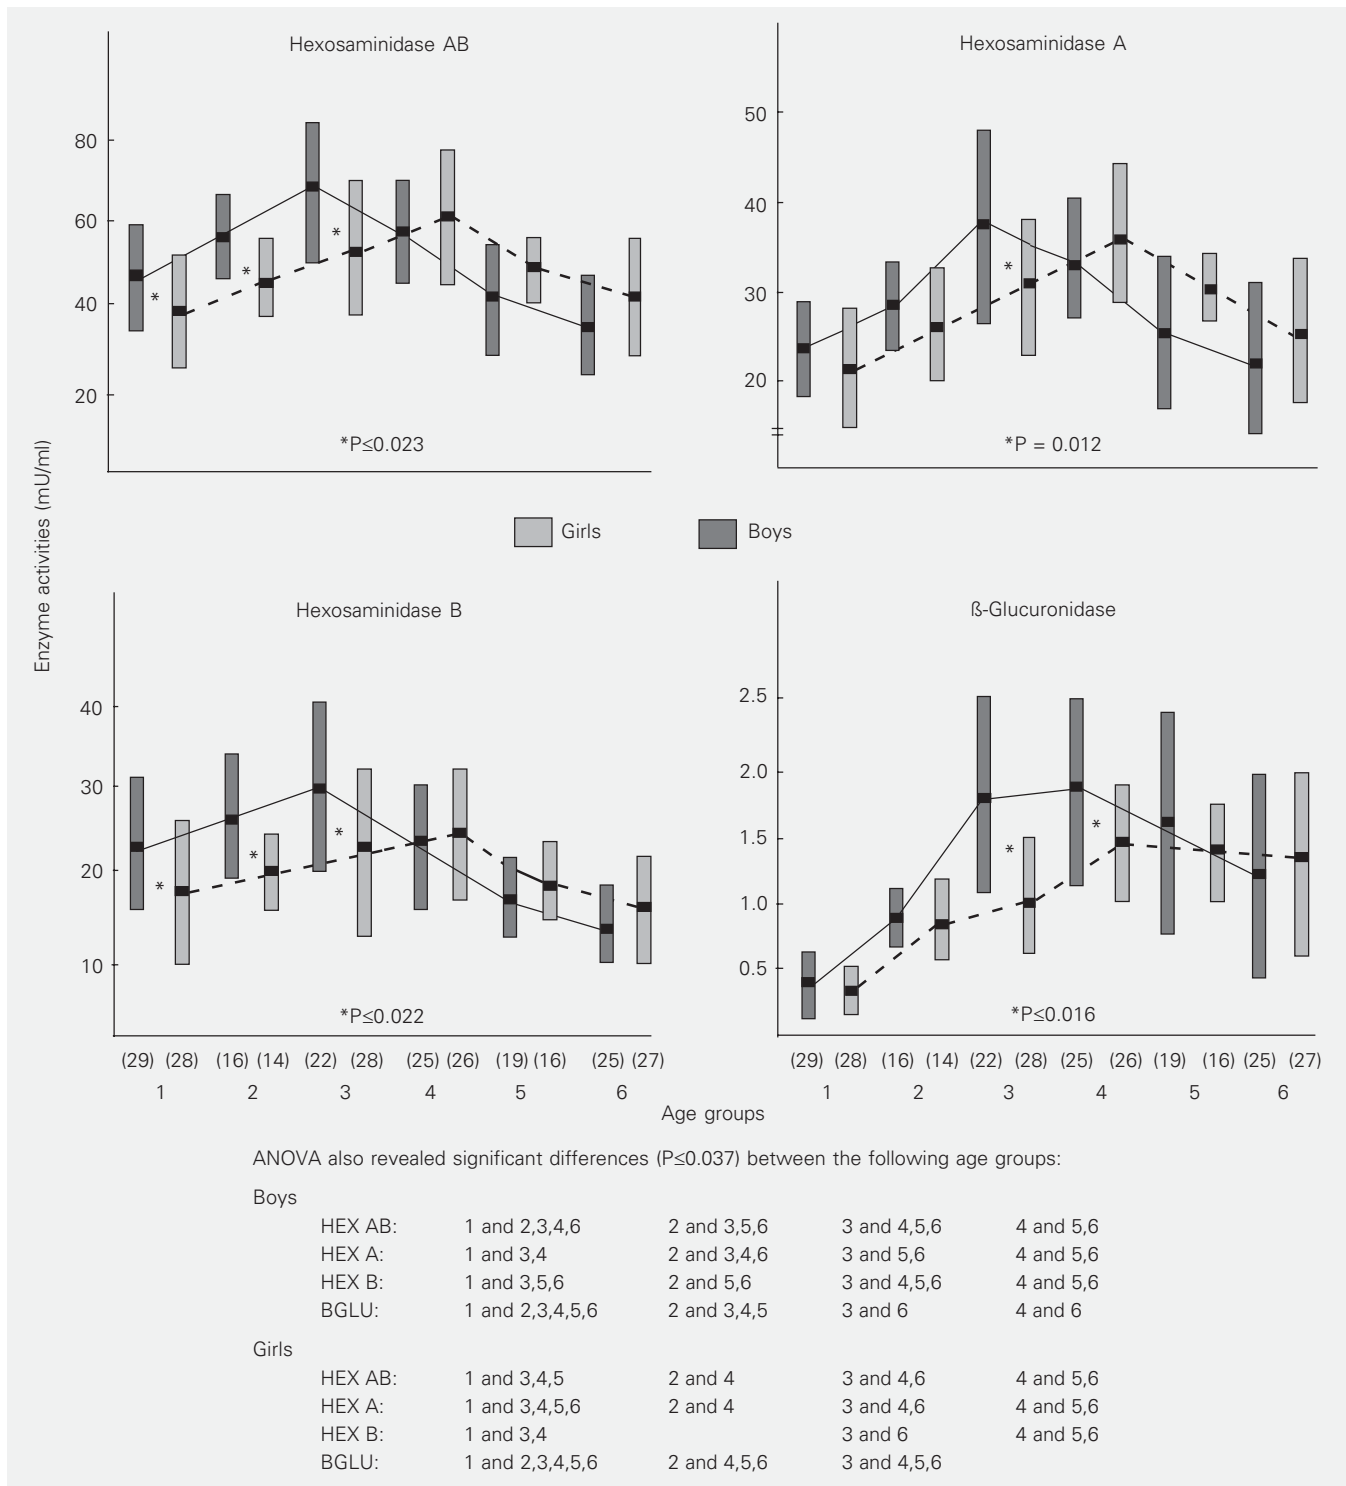 Hexosaminidase AB
80
60
40
20
*
*
*
*P≤0.023
Hexosaminidase A
50
40
30
20
*
*P = 0.012
Enzyme activities (mU/ml)
Girls
Boys
Hexosaminidase B
40
30
20
10
*
*
*
*P≤0.022
ß-Glucuronidase
2.5
2.0
1.5
1.0
0.5
*
*
*P≤0.016
(29) (28) (16) (14) (22) (28) (25) (26) (19) (16) (25) (27)
1 2 3 4 5 6
(29) (28) (16) (14) (22) (28) (25) (26) (19) (16) (25) (27)
1 2 3 4 5 6
Age groups
ANOVA also revealed significant differences (P≤0.037) between the following age groups:
Boys
HEX AB: 1 and 2,3,4,6 2 and 3,5,6 3 and 4,5,6 4 and 5,6
HEX A: 1 and 3,4 2 and 3,4,6 3 and 5,6 4 and 5,6
HEX B: 1 and 3,5,6 2 and 5,6 3 and 4,5,6 4 and 5,6
BGLU: 1 and 2,3,4,5,6 2 and 3,4,5 3 and 6 4 and 6
Girls
HEX AB: 1 and 3,4,5 2 and 4 3 and 4,6 4 and 5,6
HEX A: 1 and 3,4,5,6 2 and 4 3 and 4,6 4 and 5,6
HEX B: 1 and 3,4 3 and 6 4 and 5,6
BGLU: 1 and 2,3,4,5,6 2 and 4,5,6 3 and 4,5,6